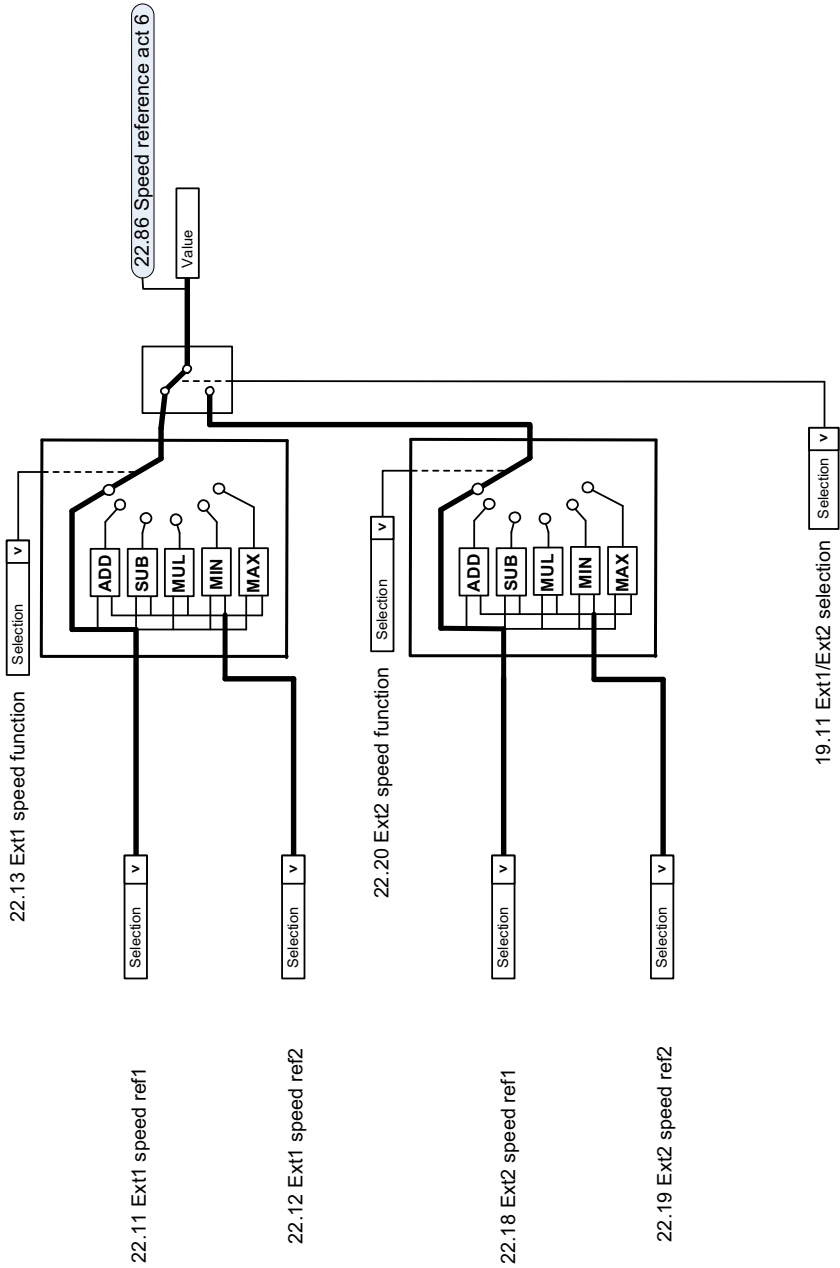 22.86 Speed reference act 6
Value
22.13 Ext1 speed function
Selection v
ADD
SUB
MUL
MIN
MAX
22.11 Ext1 speed ref1
Selection v
22.12 Ext1 speed ref2
Selection v
22.20 Ext2 speed function
Selection v
ADD
SUB
MUL
MIN
MAX
22.18 Ext2 speed ref1
Selection v
22.19 Ext2 speed ref2
Selection v
19.11 Ext1/Ext2 selection
Selection v